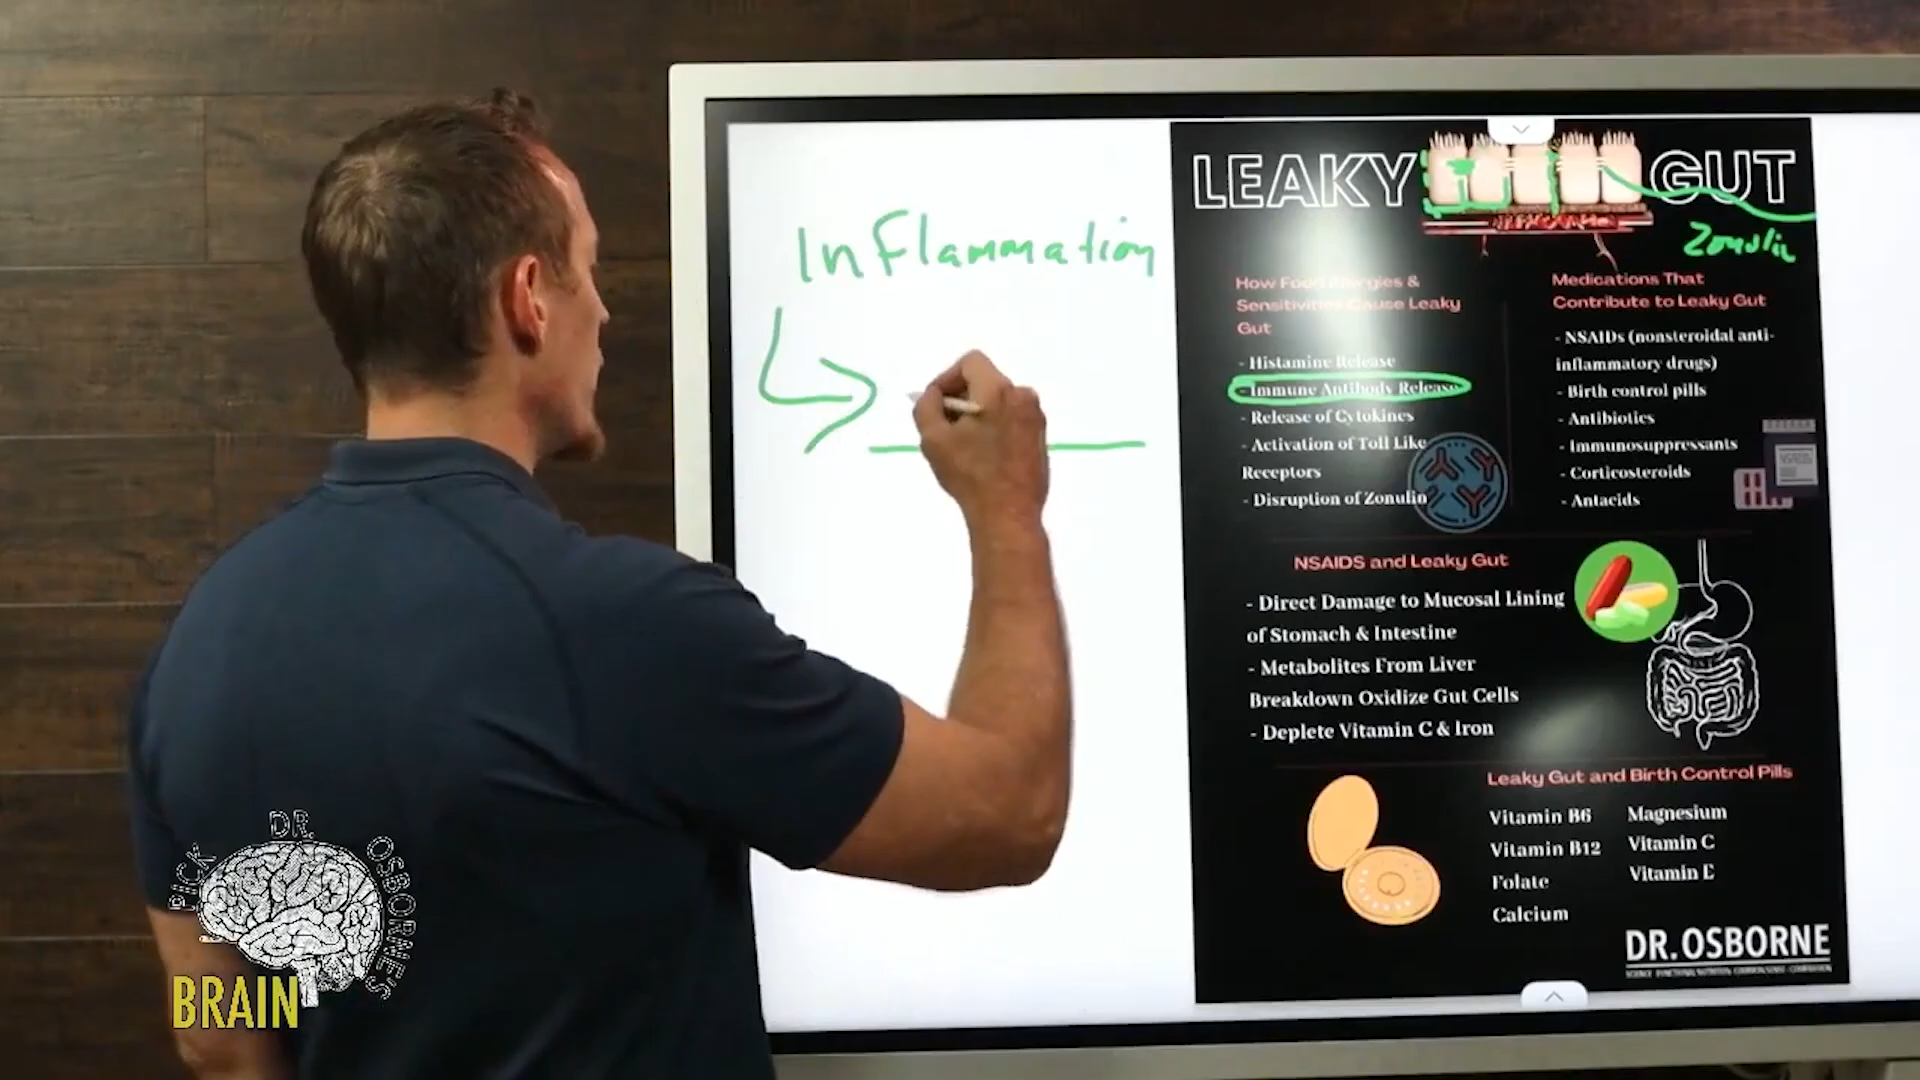 LEAKY GUT
Zonulin
Inflammation
How Food Allergies &
Sensitivities Cause Leaky
Gut
- Histamine Release
- Immune Antibody Release
- Release of Cytokines
- Activation of Toll Like
Receptors
- Disruption of Zonulin
Medications That
Contribute to Leaky Gut
- NSAIDs (nonsteroidal anti-
inflammatory drugs)
- Birth control pills
- Antibiotics
- Immunosuppressants
- Corticosteroids
- Antacids
NSAIDS and Leaky Gut
- Direct Damage to Mucosal Lining
of Stomach & Intestine
- Metabolites From Liver
Breakdown Oxidize Gut Cells
- Deplete Vitamin C & Iron
Leaky Gut and Birth Control Pills
Vitamin B6
Vitamin B12
Folate
Calcium
Magnesium
Vitamin C
Vitamin E
DR. OSBORNE
PICK DR. OSBORNE'S
BRAIN